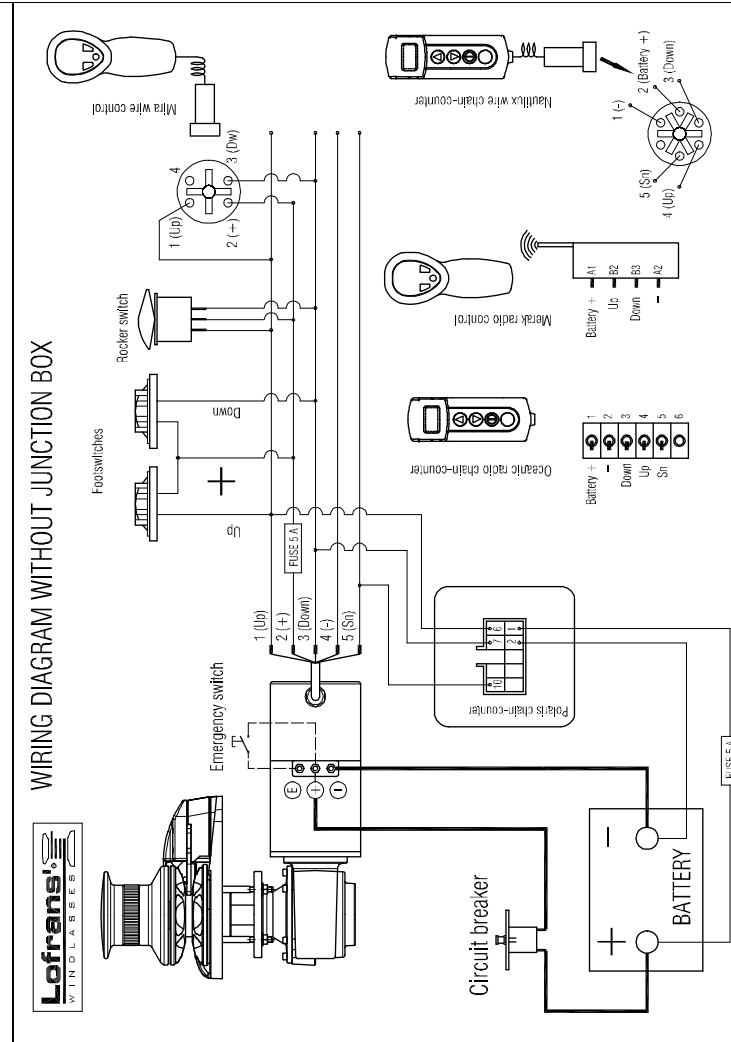 WIRING DIAGRAM WITHOUT JUNCTION BOX
Lofrans'®
WINDLASSES
Mira wire control
Nautilux wire chain-counter
1 (-)
2 (Battery +)
3 (Down)
4 (Up)
5 (Sn)
1 (Up)
2 (+)
3 (Dw)
4
Rocker switch
Merak radio control
A1
B2
B3
A2
Battery +
Up
Down
-
Footswitches
Down
+
Up
Oceanic radio chain-counter
1
2
3
4
5
6
Battery +
-
Down
Up
Sn
FUSE 5 A
1 (Up)
2 (+)
3 (Down)
4 (-)
5 (Sn)
Emergency switch
E
+
-
6
1
7
2
10
Polaris chain-counter
Circuit breaker
+
-
BATTERY
FUSE 5 A